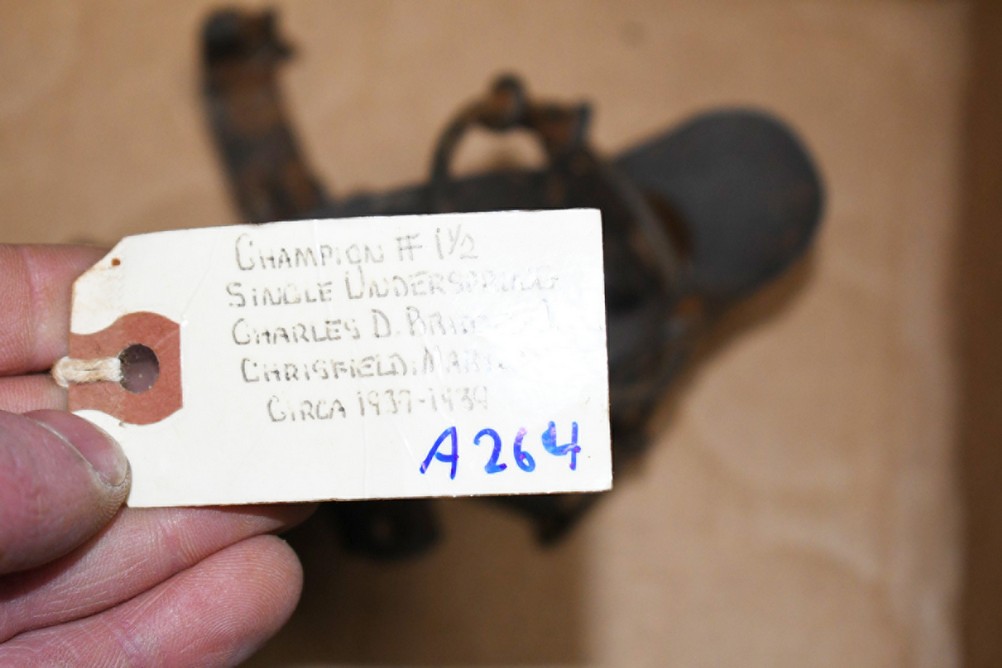 CHAMPION # 1½
SINGLE UNDERSPRING
CHARLES D.
CHRISFIELD,
CIRCA 1937-1939
A264